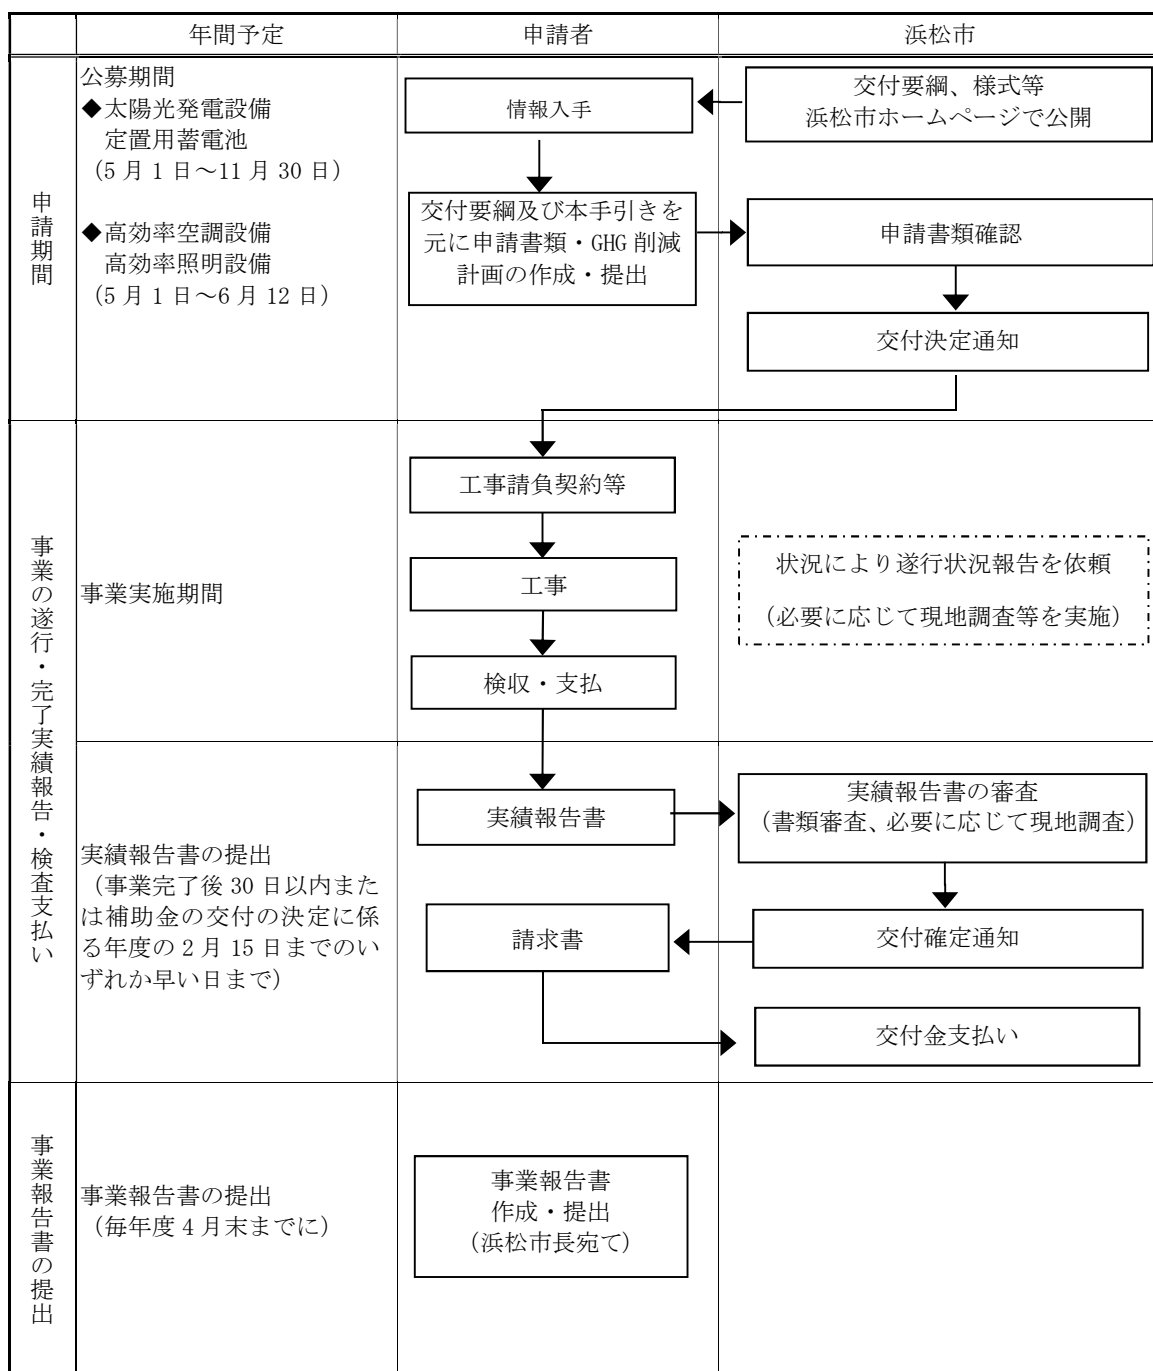 年間予定
申請者
浜松市
申請期間
公募期間
◆太陽光発電設備
定置用蓄電池
(5月1日~11月30日)
◆高効率空調設備
高効率照明設備
(5月1日~6月12日)
情報入手
交付要綱、様式等
浜松市ホームページで公開
交付要綱及び本手引きを
元に申請書類・GHG削減
計画の作成・提出
申請書類確認
交付決定通知
事業の遂行・完了実績報告・検査支払い
事業実施期間
工事請負契約等
工事
検収・支払
状況により遂行状況報告を依頼
(必要に応じて現地調査等を実施)
実績報告書の提出
(事業完了後30日以内また
は補助金の交付の決定に係
る年度の2月15日までのい
ずれか早い日まで)
実績報告書
実績報告書の審査
(書類審査、必要に応じて現地調査)
請求書
交付確定通知
交付金支払い
事業報告書の提出
事業報告書の提出
(毎年度4月末までに)
事業報告書
作成・提出
(浜松市長宛て)